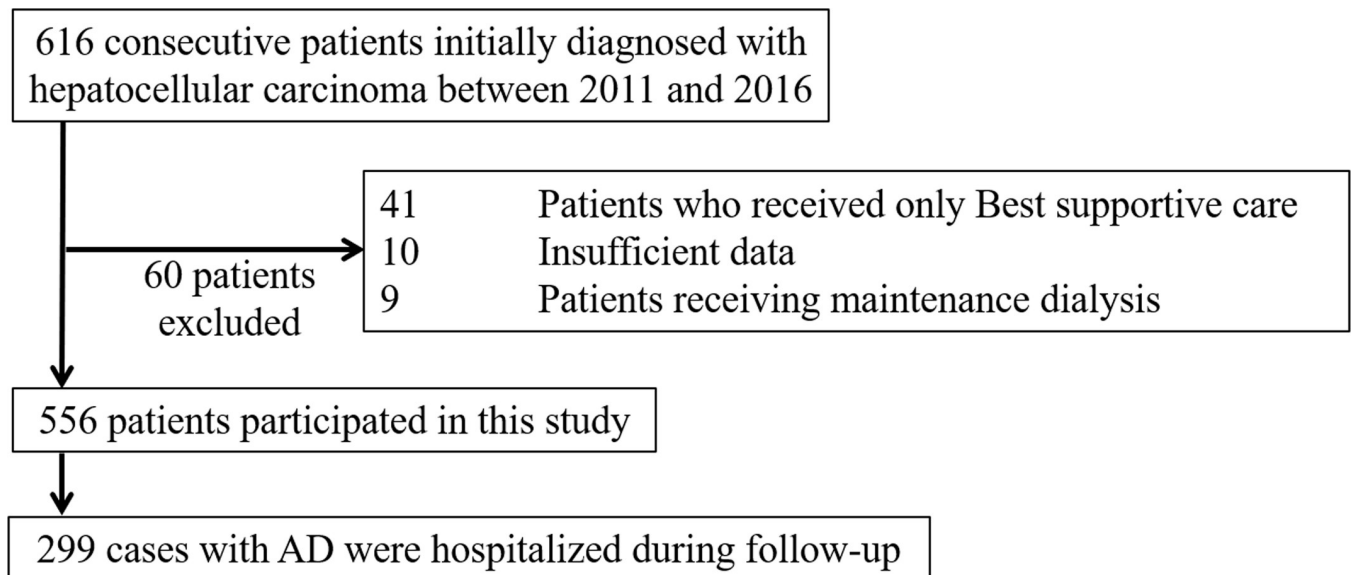 616 consecutive patients initially diagnosed with
hepatocellular carcinoma between 2011 and 2016
41 Patients who received only Best supportive care
10 Insufficient data
9 Patients receiving maintenance dialysis
60 patients
excluded
556 patients participated in this study
299 cases with AD were hospitalized during follow-up